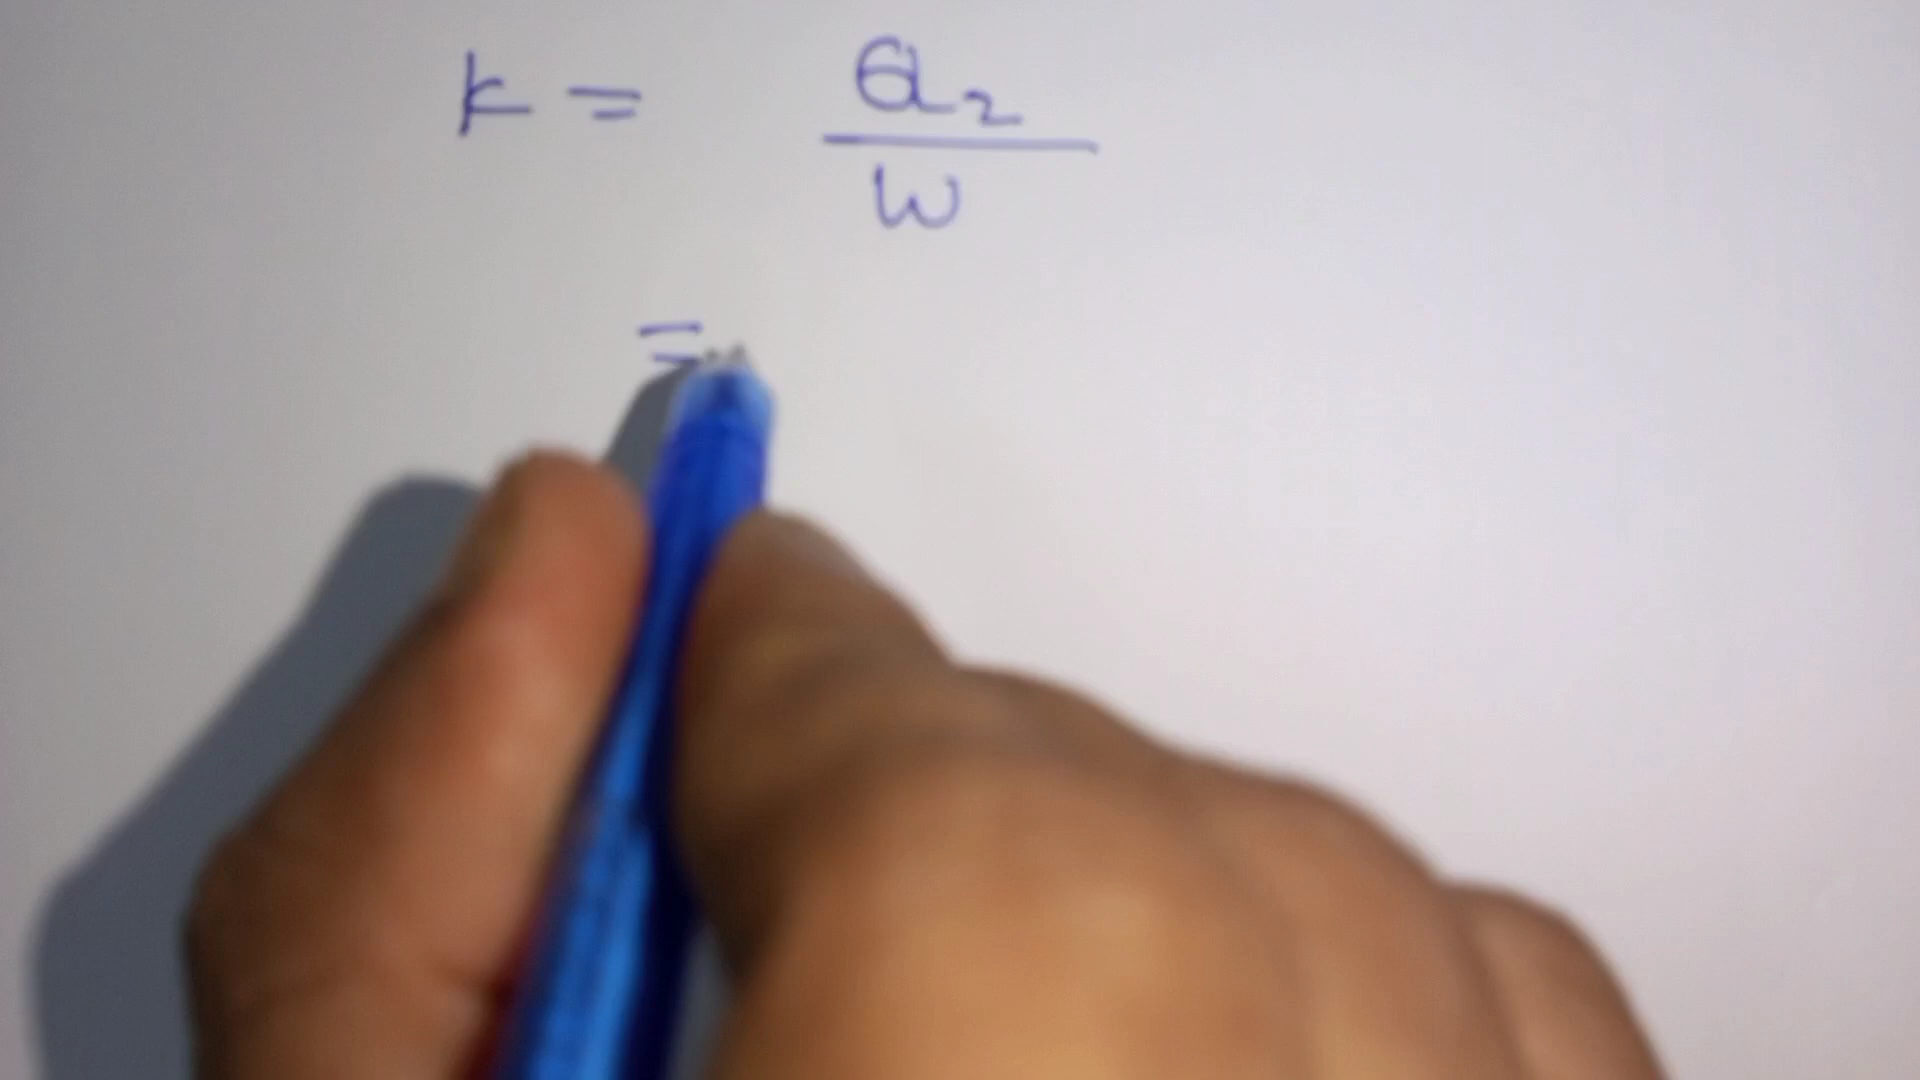 k = Q₂
W
=